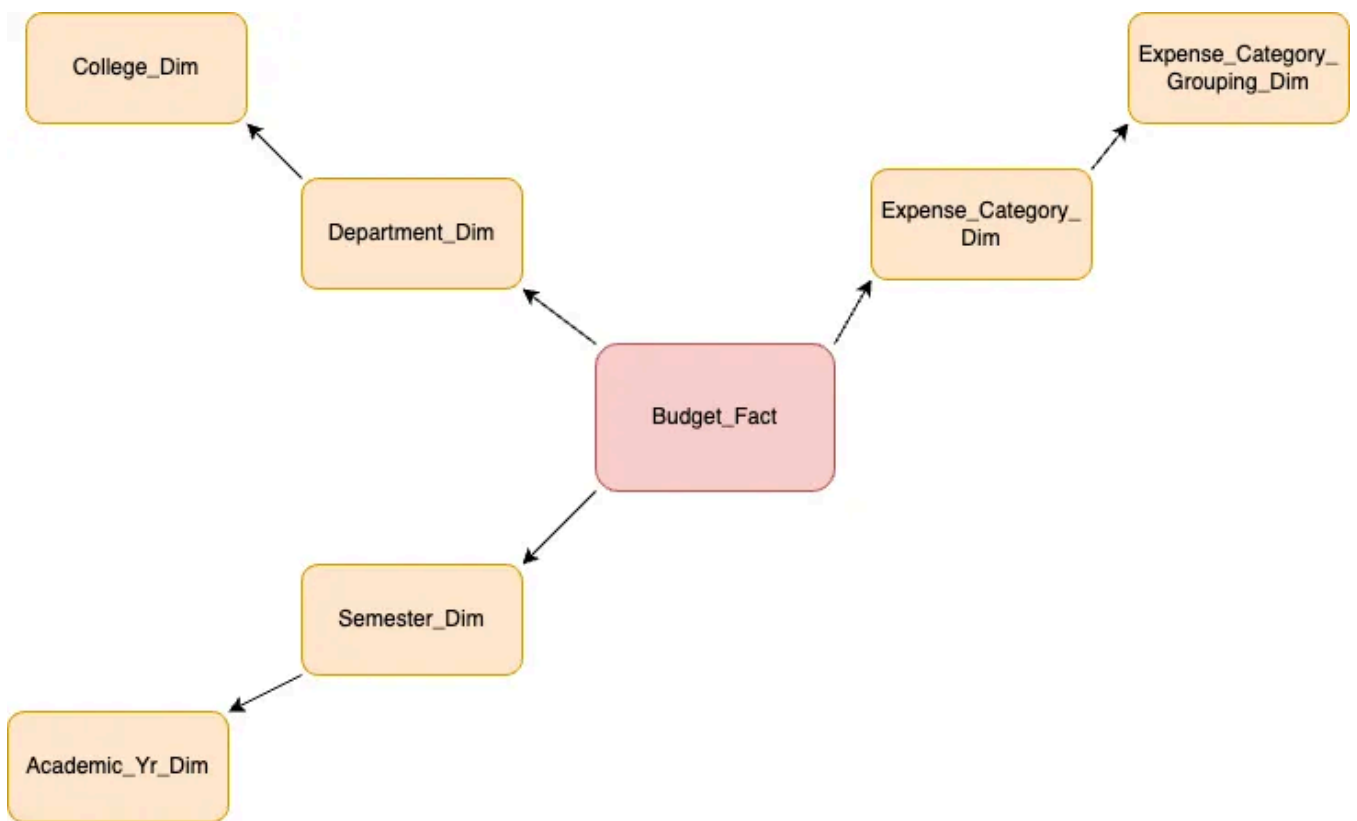 College_Dim
Expense_Category_
Grouping_Dim
Department_Dim
Expense_Category_
Dim
Budget_Fact
Semester_Dim
Academic_Yr_Dim